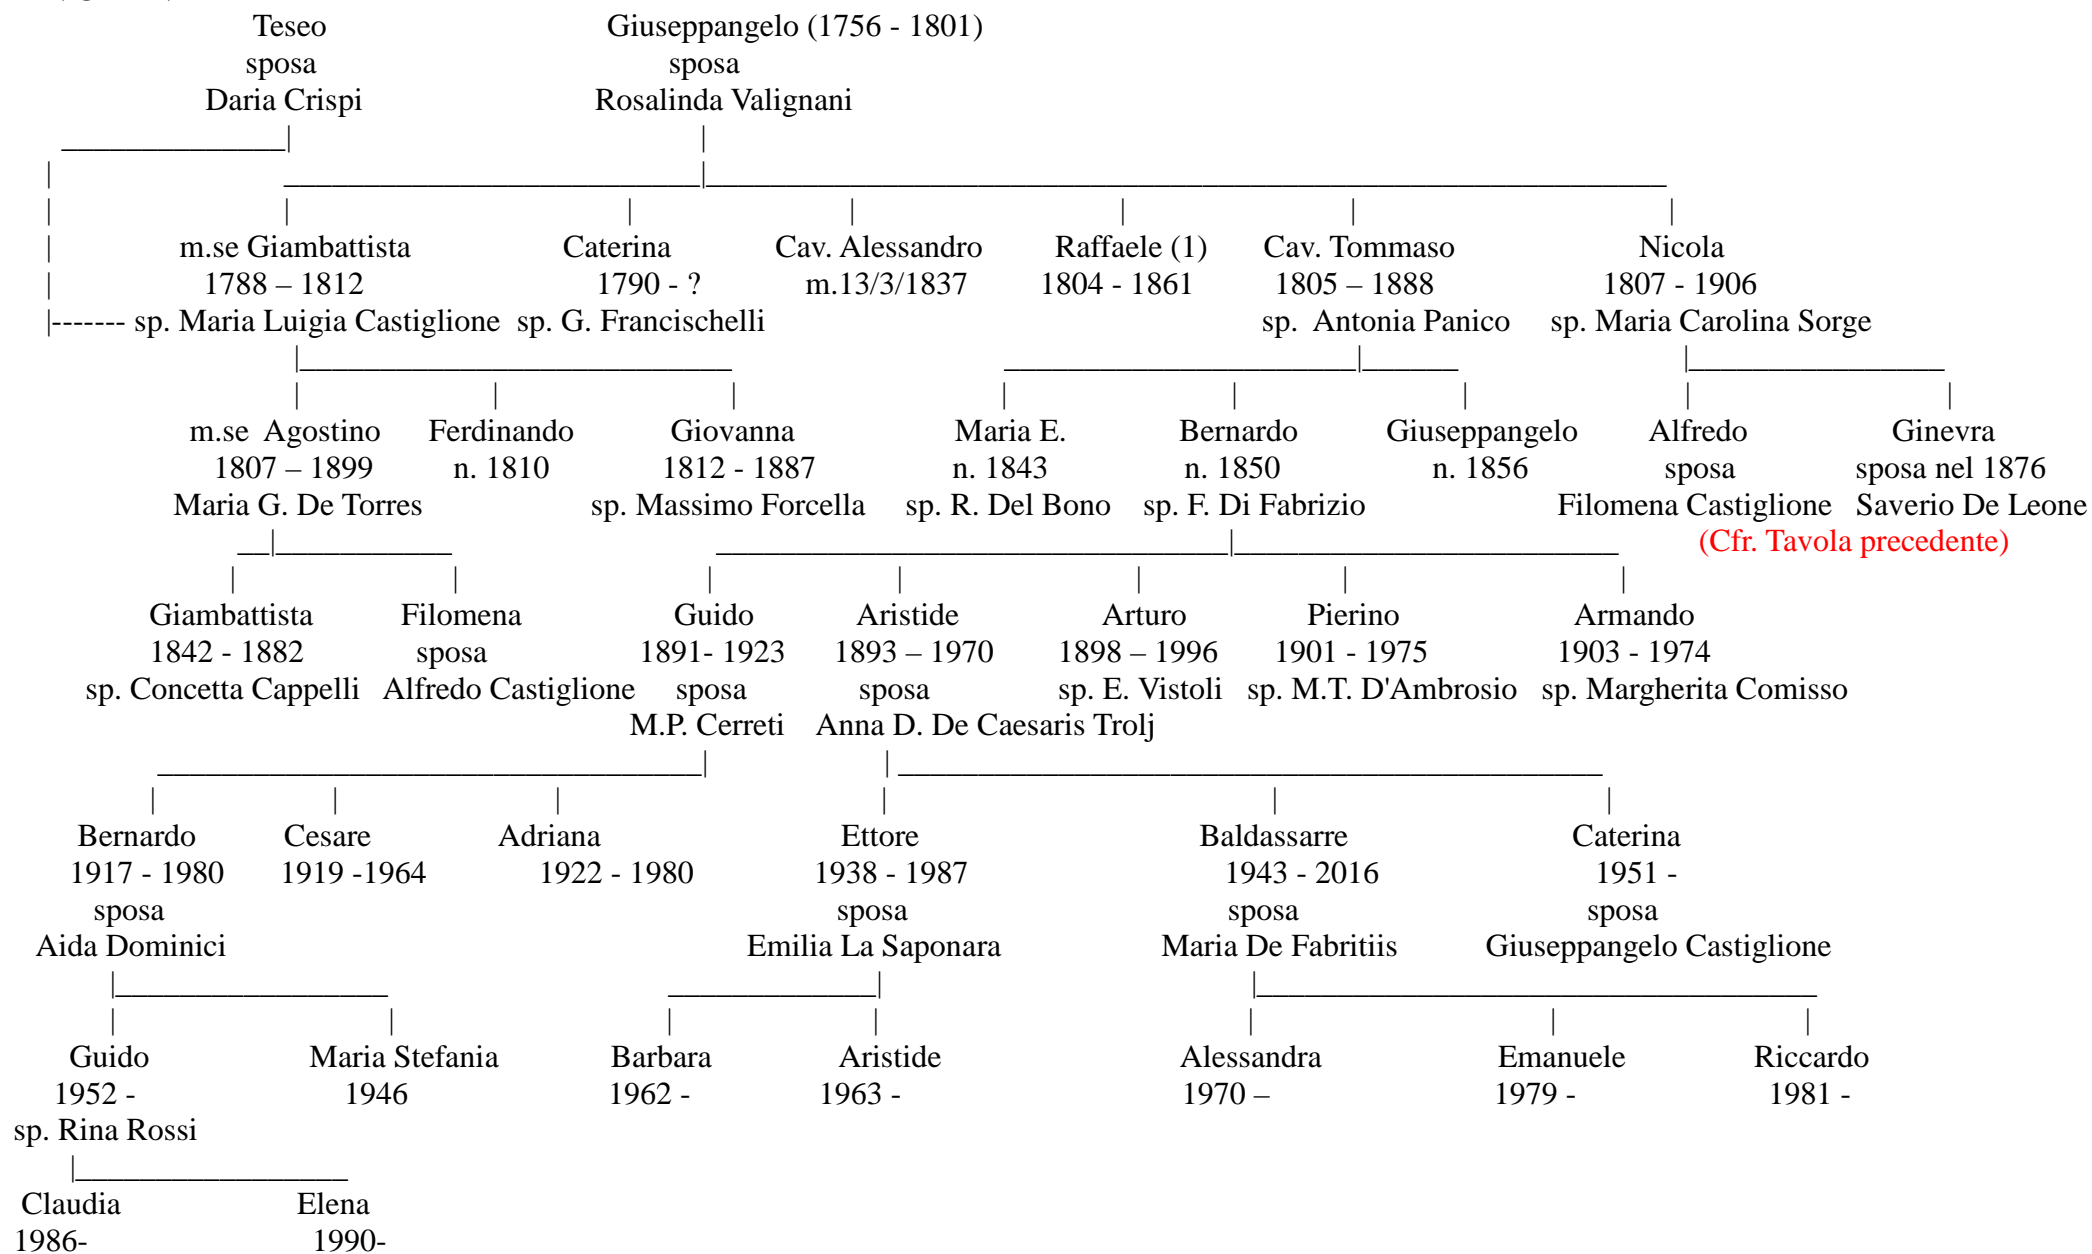 Teseo Giuseppangelo (1756 - 1801)
sposa sposa
Daria Crispi Rosalinda Valignani
m.se Giambattista Caterina Cav. Alessandro Raffaele (1) Cav. Tommaso Nicola
1788 – 1812 1790 - ? m.13/3/1837 1804 - 1861 1805 – 1888 1807 - 1906
|------- sp. Maria Luigia Castiglione sp. G. Francischelli sp. Antonia Panico sp. Maria Carolina Sorge
m.se Agostino Ferdinando Giovanna Maria E. Bernardo Giuseppangelo Alfredo Ginevra
1807 – 1899 n. 1810 1812 - 1887 n. 1843 n. 1850 n. 1856 sposa sposa nel 1876
Maria G. De Torres sp. Massimo Forcella sp. R. Del Bono sp. F. Di Fabrizio Filomena Castiglione Saverio De Leone
(Cfr. Tavola precedente)
Giambattista Filomena Guido Aristide Arturo Pierino Armando
1842 - 1882 sposa 1891- 1923 1893 – 1970 1898 – 1996 1901 - 1975 1903 - 1974
sp. Concetta Cappelli Alfredo Castiglione sposa sposa sp. E. Vistoli sp. M.T. D'Ambrosio sp. Margherita Comisso
M.P. Cerreti Anna D. De Caesaris Trolj
Bernardo Cesare Adriana Ettore Baldassarre Caterina
1917 - 1980 1919 -1964 1922 - 1980 1938 - 1987 1943 - 2016 1951 -
sposa sposa sposa sposa
Aida Dominici Emilia La Saponara Maria De Fabritiis Giuseppangelo Castiglione
Guido Maria Stefania Barbara Aristide Alessandra Emanuele Riccardo
1952 - 1946 1962 - 1963 - 1970 – 1979 - 1981 -
sp. Rina Rossi
Claudia Elena
1986- 1990-